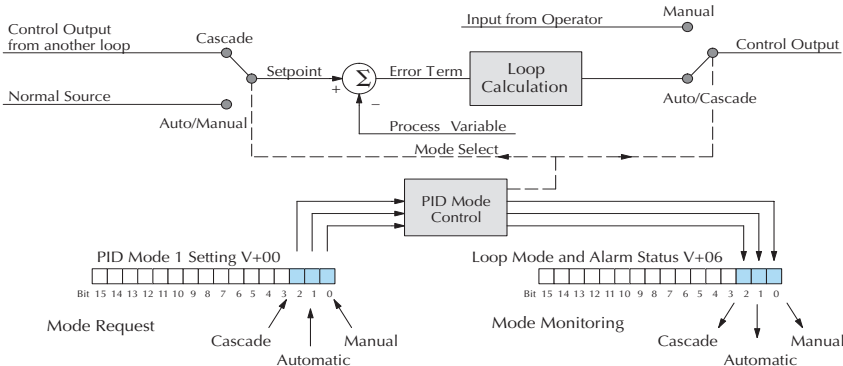 Control Output
from another loop
Cascade
Normal Source
Auto/Manual
Setpoint
+
Σ
−
Error Term
Process Variable
Loop
Calculation
Input from Operator
Manual
Control Output
Auto/Cascade
Mode Select
PID Mode
Control
PID Mode 1 Setting V+00
Bit 15 14 13 12 11 10 9 8 7 6 5 4 3 2 1 0
Mode Request
Cascade
Automatic
Manual
Loop Mode and Alarm Status V+06
Bit 15 14 13 12 11 10 9 8 7 6 5 4 3 2 1 0
Mode Monitoring
Cascade
Automatic
Manual